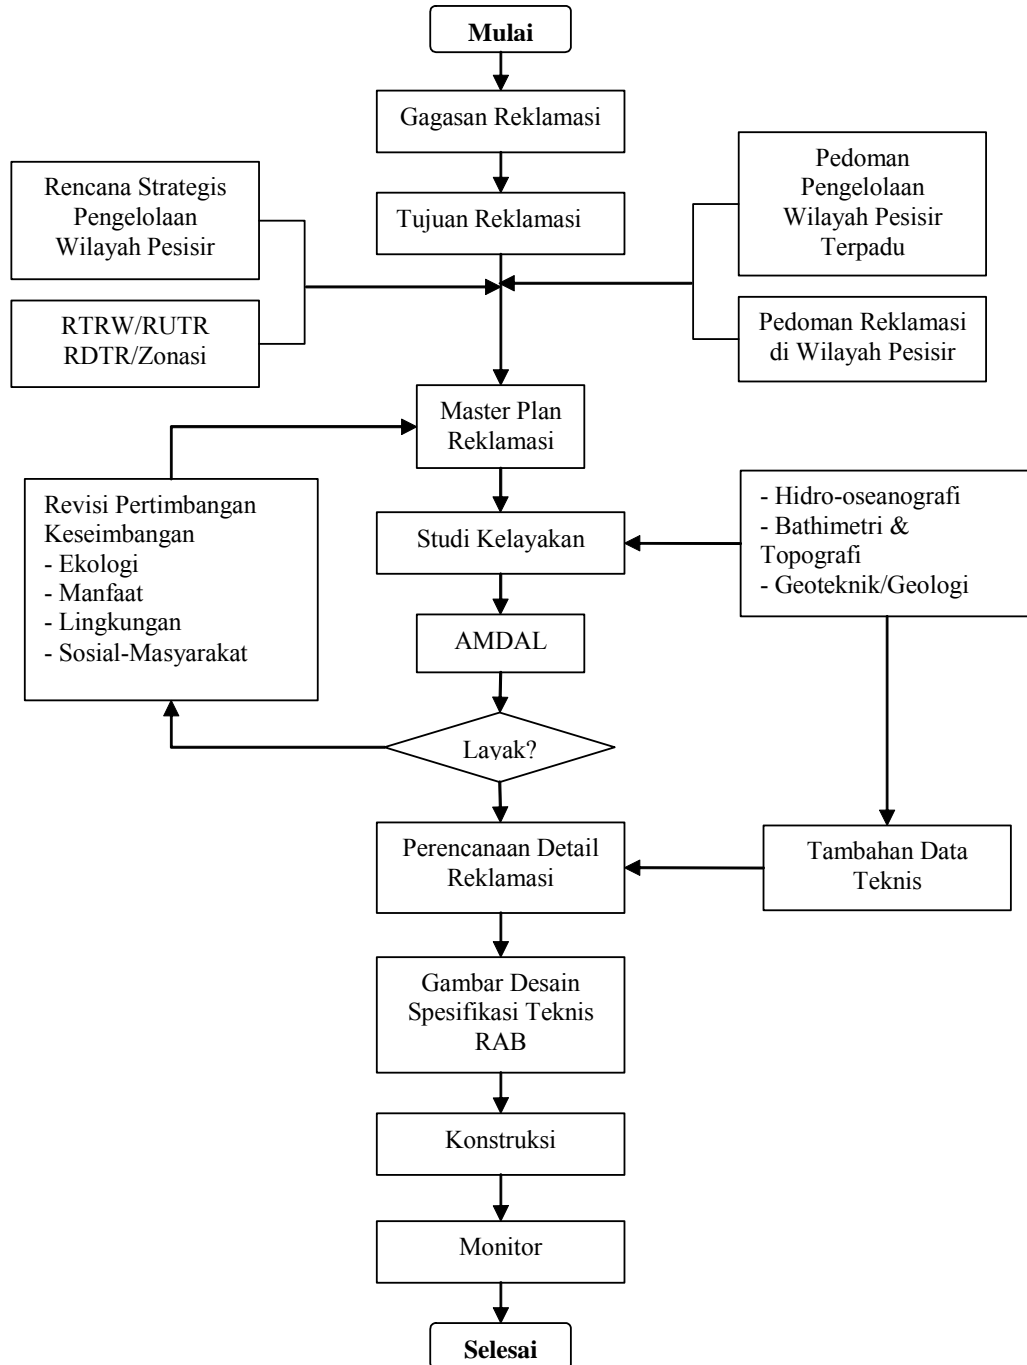 Mulai
Gagasan Reklamasi
Rencana Strategis
Pengelolaan
Wilayah Pesisir
Tujuan Reklamasi
Pedoman
Pengelolaan
Wilayah Pesisir
Terpadu
RTRW/RUTR
RDTR/Zonasi
Pedoman Reklamasi
di Wilayah Pesisir
Master Plan
Reklamasi
Revisi Pertimbangan
Keseimbangan
- Ekologi
- Manfaat
- Lingkungan
- Sosial-Masyarakat
Studi Kelayakan
- Hidro-oseanografi
- Bathimetri &
Topografi
- Geoteknik/Geologi
AMDAL
Layak?
Perencanaan Detail
Reklamasi
Tambahan Data
Teknis
Gambar Desain
Spesifikasi Teknis
RAB
Konstruksi
Monitor
Selesai